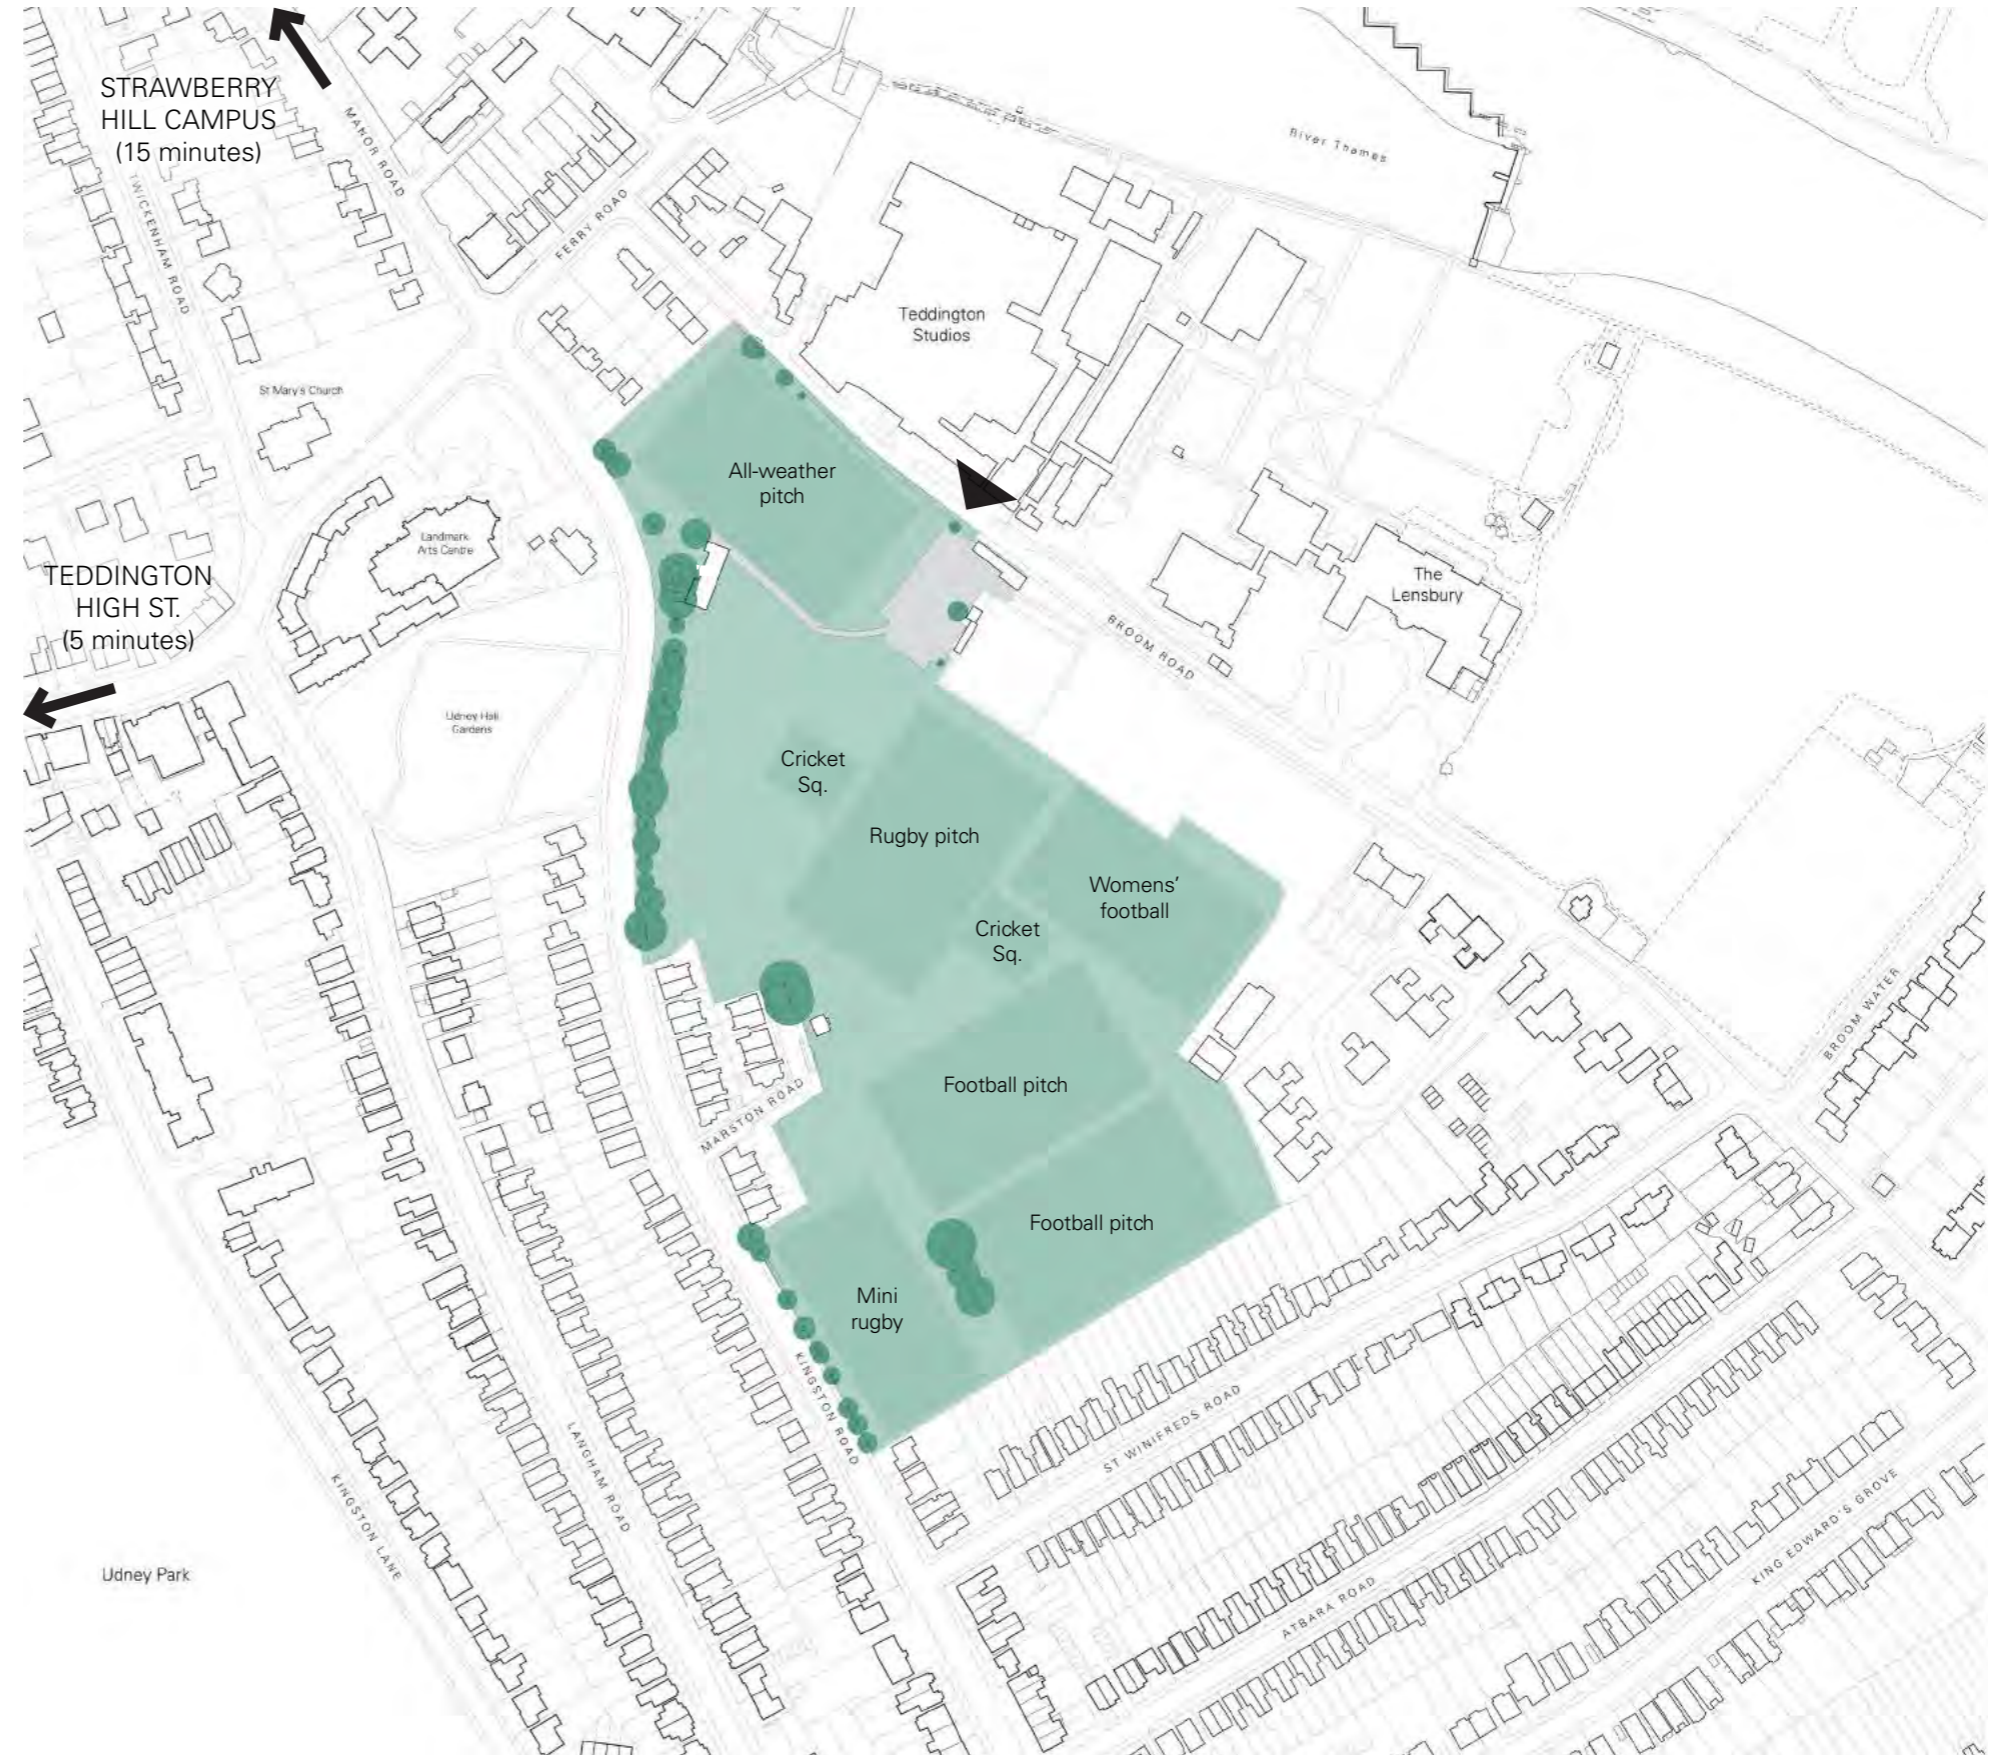 STRAWBERRY
HILL CAMPUS
(15 minutes)
MANOR ROAD
TWICKENHAM ROAD
FERRY ROAD
River Thames
Teddington
Studios
St Mary's Church
All-weather
pitch
Landmark
Arts Centre
TEDDINGTON
HIGH ST.
(5 minutes)
The
Lensbury
BROOM ROAD
Udney Hall
Gardens
Cricket
Sq.
Rugby pitch
Womens'
football
Cricket
Sq.
BROOM WATER
Football pitch
MARSTON ROAD
Football pitch
Mini
rugby
KINGSTON ROAD
ST WINIFREDS ROAD
LANGHAM ROAD
KINGSTON LANE
KING EDWARD'S GROVE
Udney Park
ATBARA ROAD